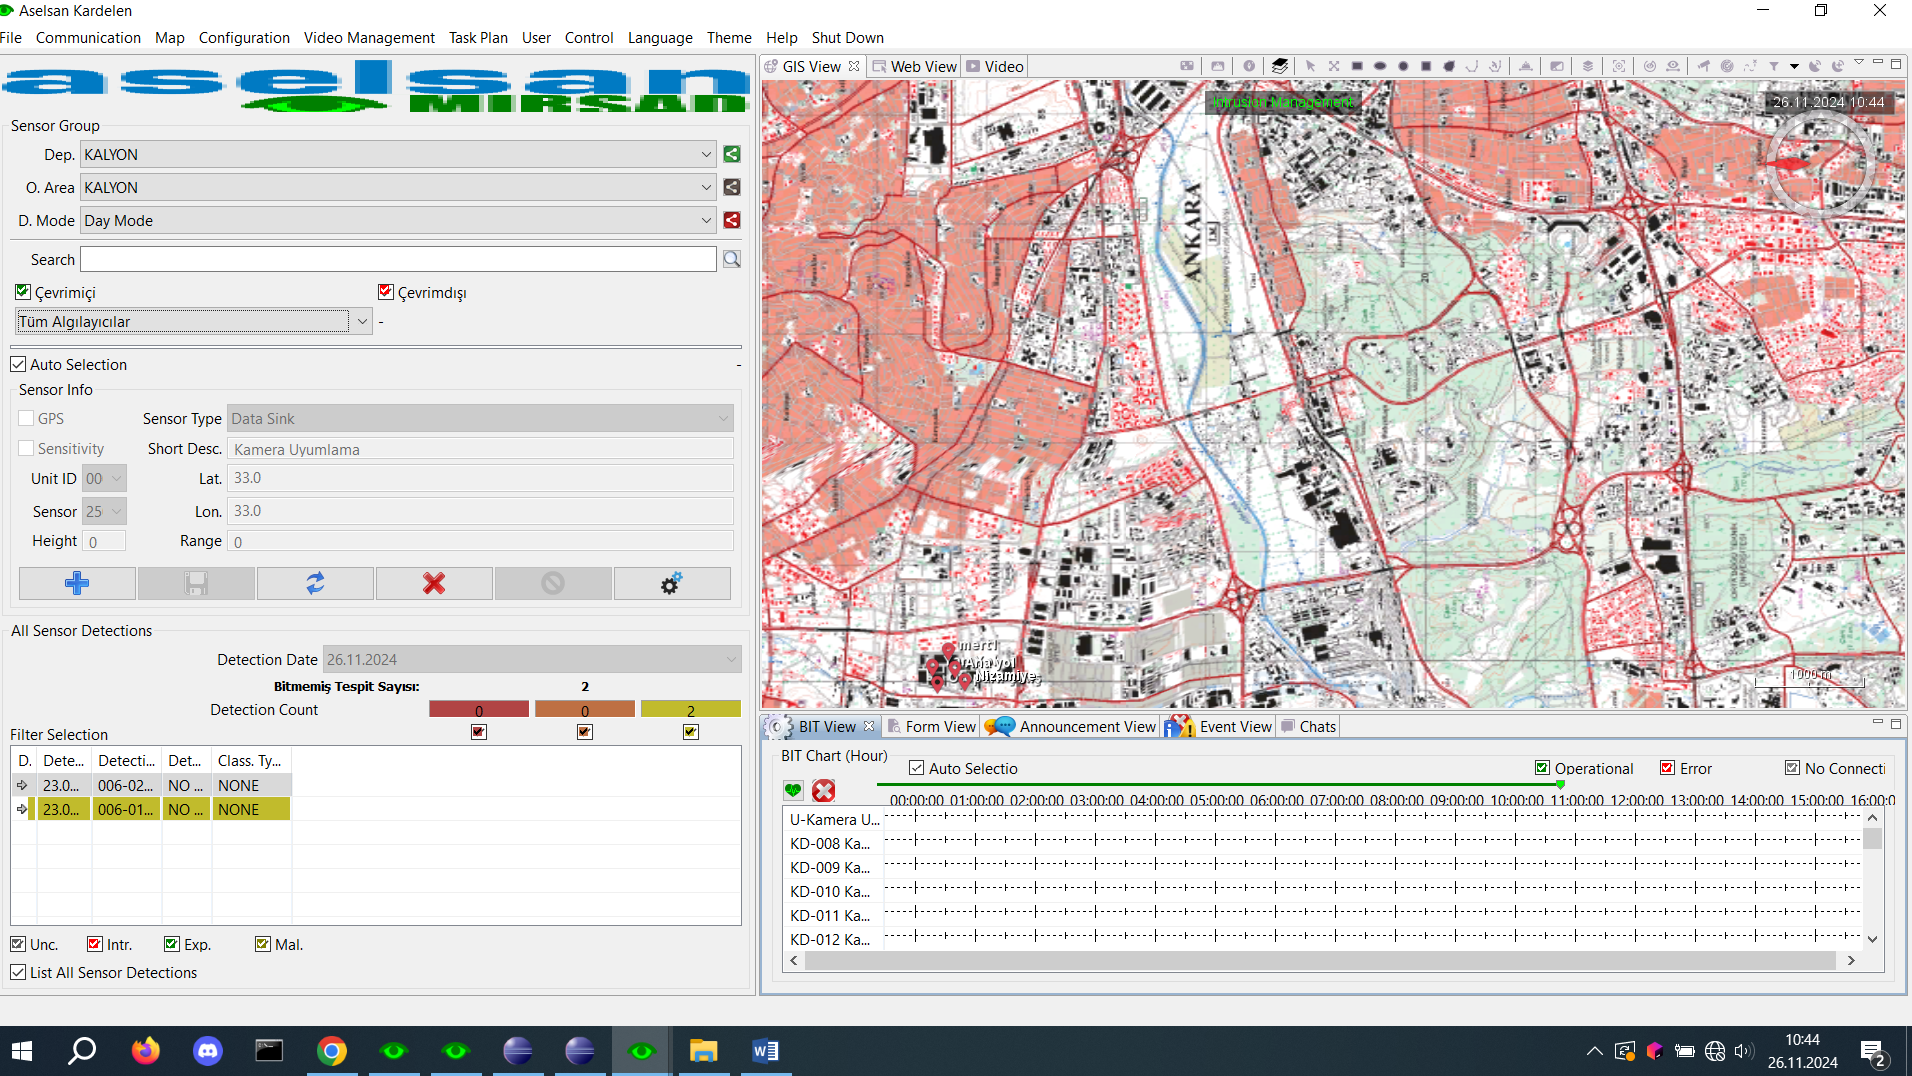 Aselsan Kardelen
File Communication Map Configuration Video Management Task Plan User Control Language Theme Help Shut Down
aselsan
MIRSAD
Sensor Group
Dep. KALYON
O. Area KALYON
D. Mode Day Mode
Search
Çevrimiçi Çevrimdışı
Tüm Algılayıcılar -
Auto Selection -
Sensor Info
GPS Sensor Type Data Sink
Sensitivity Short Desc. Kamera Uyumlama
Unit ID 00 Lat. 33.0
Sensor 25 Lon. 33.0
Height 0 Range 0
All Sensor Detections
Detection Date 26.11.2024
Bitmemiş Tespit Sayısı: 2
Detection Count 0 0 2
Filter Selection
D. Dete... Detecti... Det... Class. Ty...
23.0... 006-02... NO ... NONE
23.0... 006-01... NO ... NONE
Unc. Intr. Exp. Mal.
List All Sensor Detections
GIS View Web View Video
Intrusion Management
26.11.2024 10:44
ANKARA
mert1
Ana yol
Nizamiye
1000 m
BIT View Form View Announcement View Event View Chats
BIT Chart (Hour)
Auto Selectio Operational Error No Connecti
00:00:00 01:00:00 02:00:00 03:00:00 04:00:00 05:00:00 06:00:00 07:00:00 08:00:00 09:00:00 10:00:00 11:00:00 12:00:00 13:00:00 14:00:00 15:00:00 16:00:0
U-Kamera U...
KD-008 Ka...
KD-009 Ka...
KD-010 Ka...
KD-011 Ka...
KD-012 Ka...
10:44
26.11.2024
2